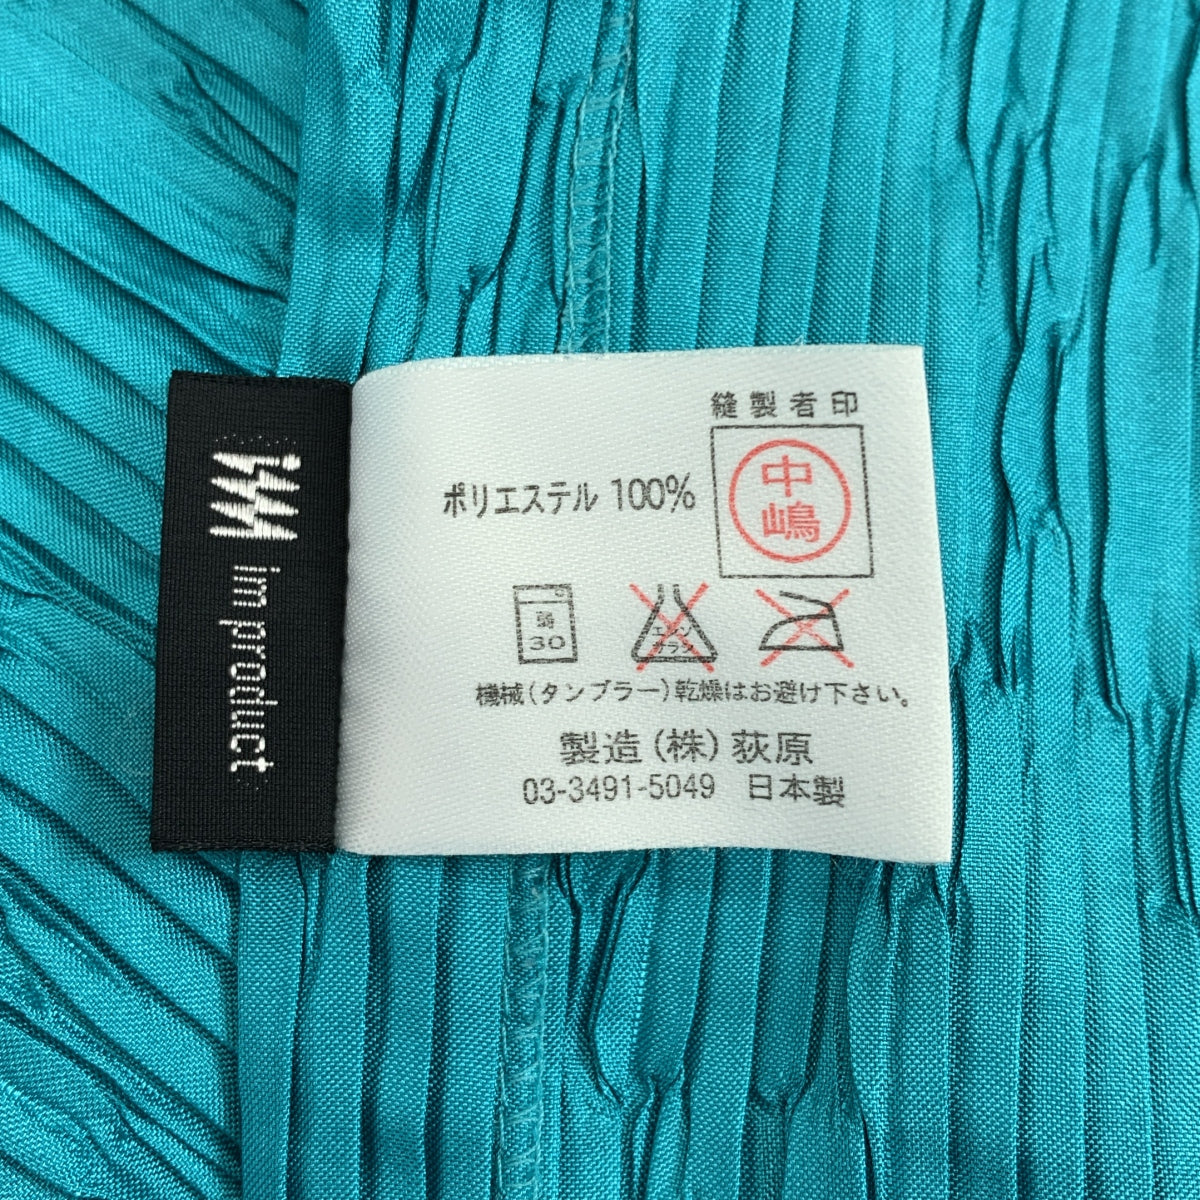 im product
縫製者印
中嶋
ポリエステル 100%
弱
30
エンソ
カラン
機械(タンブラー)乾燥はお避け下さい。
製造(株)荻原
03-3491-5049 日本製